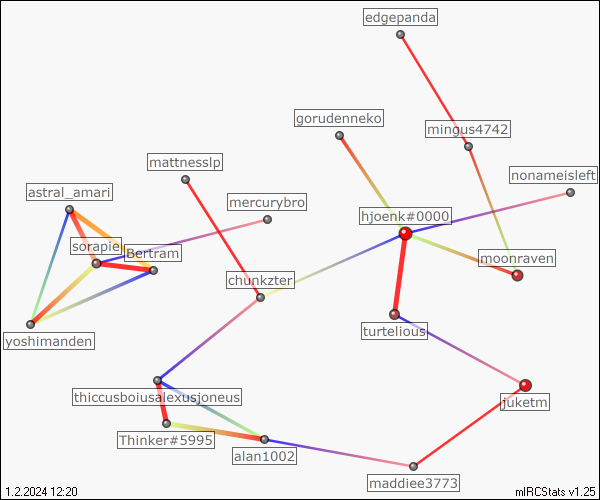 edgepanda
gorudenneko
mingus4742
mattnesslp
nonameisleft
astral_amari
mercurybro
hjoenk#0000
sorapie
Bertram
moonraven
chunkzter
turtelious
yoshimanden
thiccusboiusalexusjoneus
juketm
Thinker#5995
alan1002
maddiee3773
1.2.2024 12:20
mIRCStats v1.25